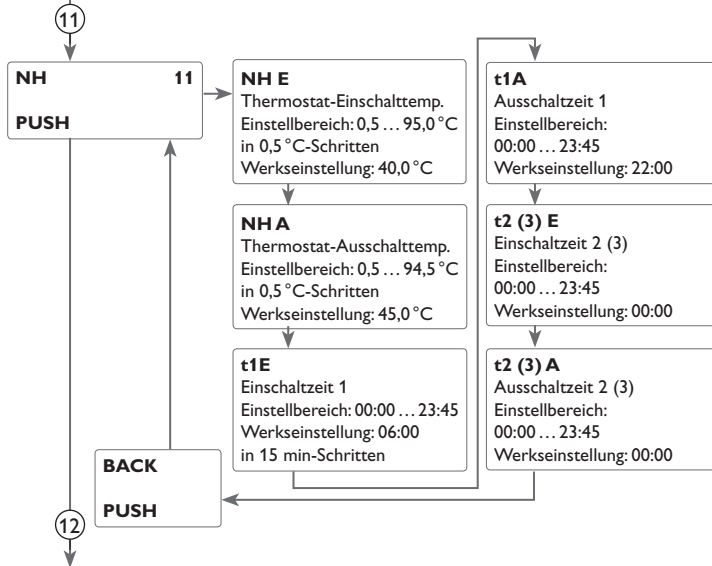 11
NH 11
PUSH
NH E
Thermostat-Einschalttemp.
Einstellbereich: 0,5 … 95,0 °C
in 0,5 °C-Schritten
Werkseinstellung: 40,0 °C
NH A
Thermostat-Ausschalttemp.
Einstellbereich: 0,5 … 94,5 °C
in 0,5 °C-Schritten
Werkseinstellung: 45,0 °C
t1E
Einschaltzeit 1
Einstellbereich: 00:00 … 23:45
Werkseinstellung: 06:00
in 15 min-Schritten
t1A
Ausschaltzeit 1
Einstellbereich:
00:00 … 23:45
Werkseinstellung: 22:00
t2 (3) E
Einschaltzeit 2 (3)
Einstellbereich:
00:00 … 23:45
Werkseinstellung: 00:00
t2 (3) A
Ausschaltzeit 2 (3)
Einstellbereich:
00:00 … 23:45
Werkseinstellung: 00:00
BACK
PUSH
12